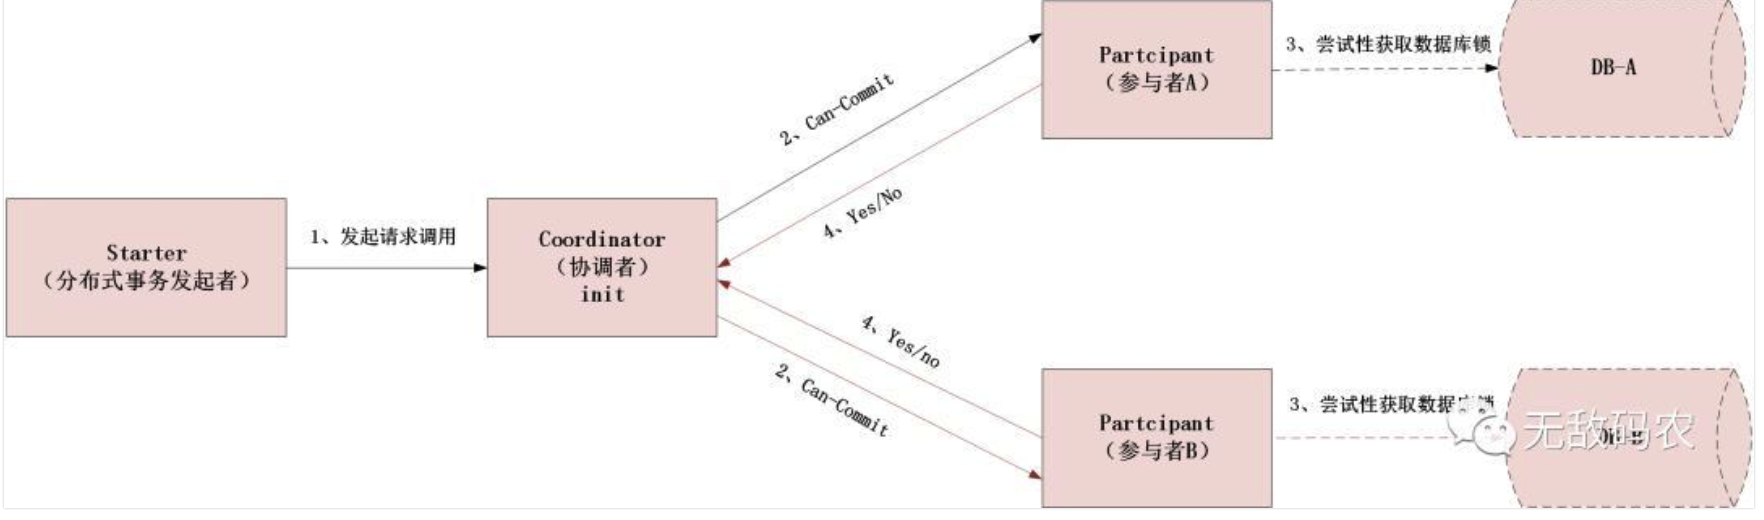 Starter
（分布式事务发起者）
1、发起请求调用
Coordinator
（协调者）
init
2、Can-Commit
4、Yes/No
Partcipant
（参与者A）
3、尝试性获取数据库锁
DB-A
4、Yes/no
2、Can-Commit
Partcipant
（参与者B）
3、尝试性获取数据库锁
无敌码农